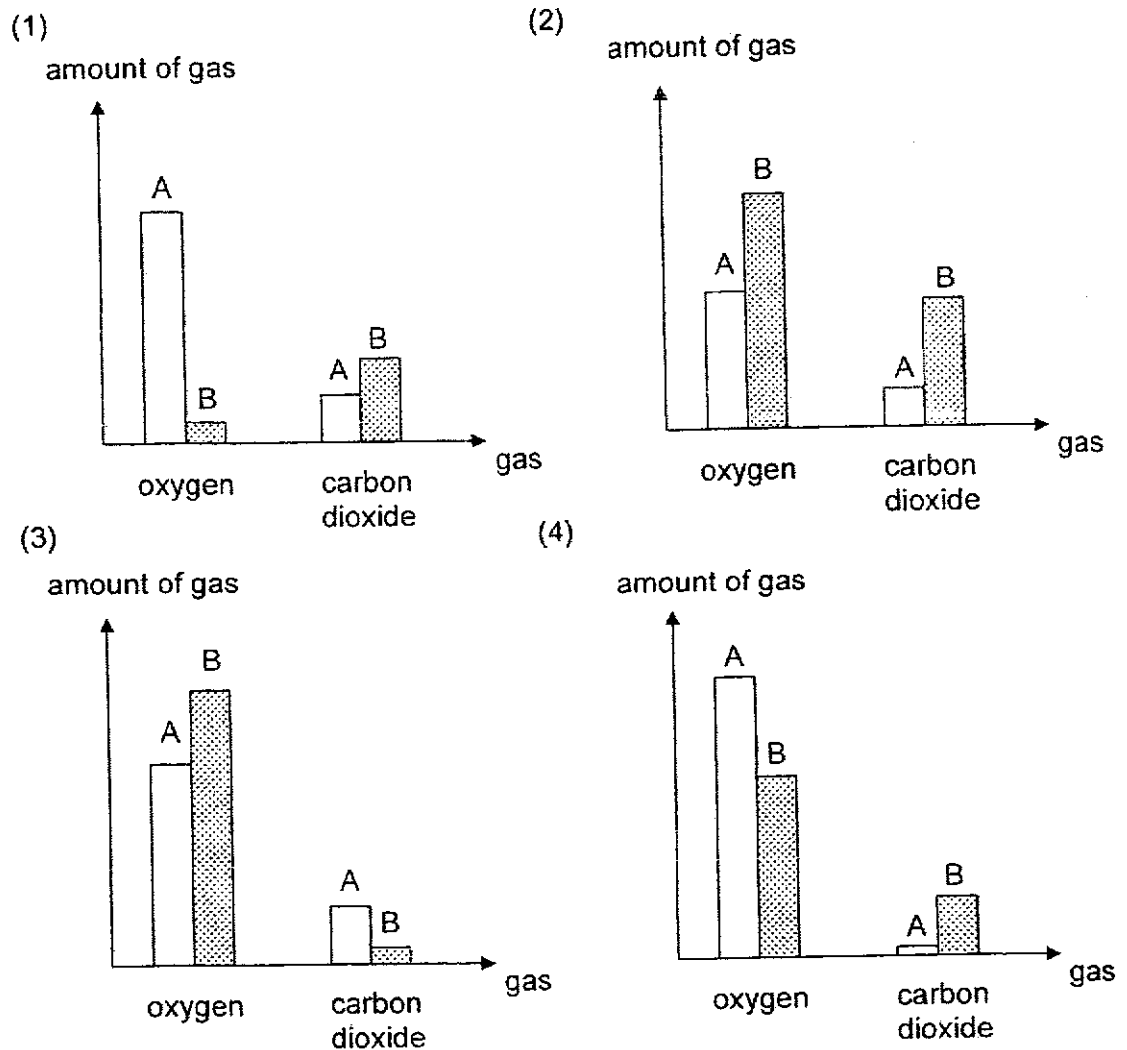 (1)
amount of gas
A
B
A
B
gas
oxygen
carbon
dioxide
(2)
amount of gas
A
B
A
B
gas
oxygen
carbon
dioxide
(3)
amount of gas
A
B
A
B
gas
oxygen
carbon
dioxide
(4)
amount of gas
A
B
A
B
gas
oxygen
carbon
dioxide